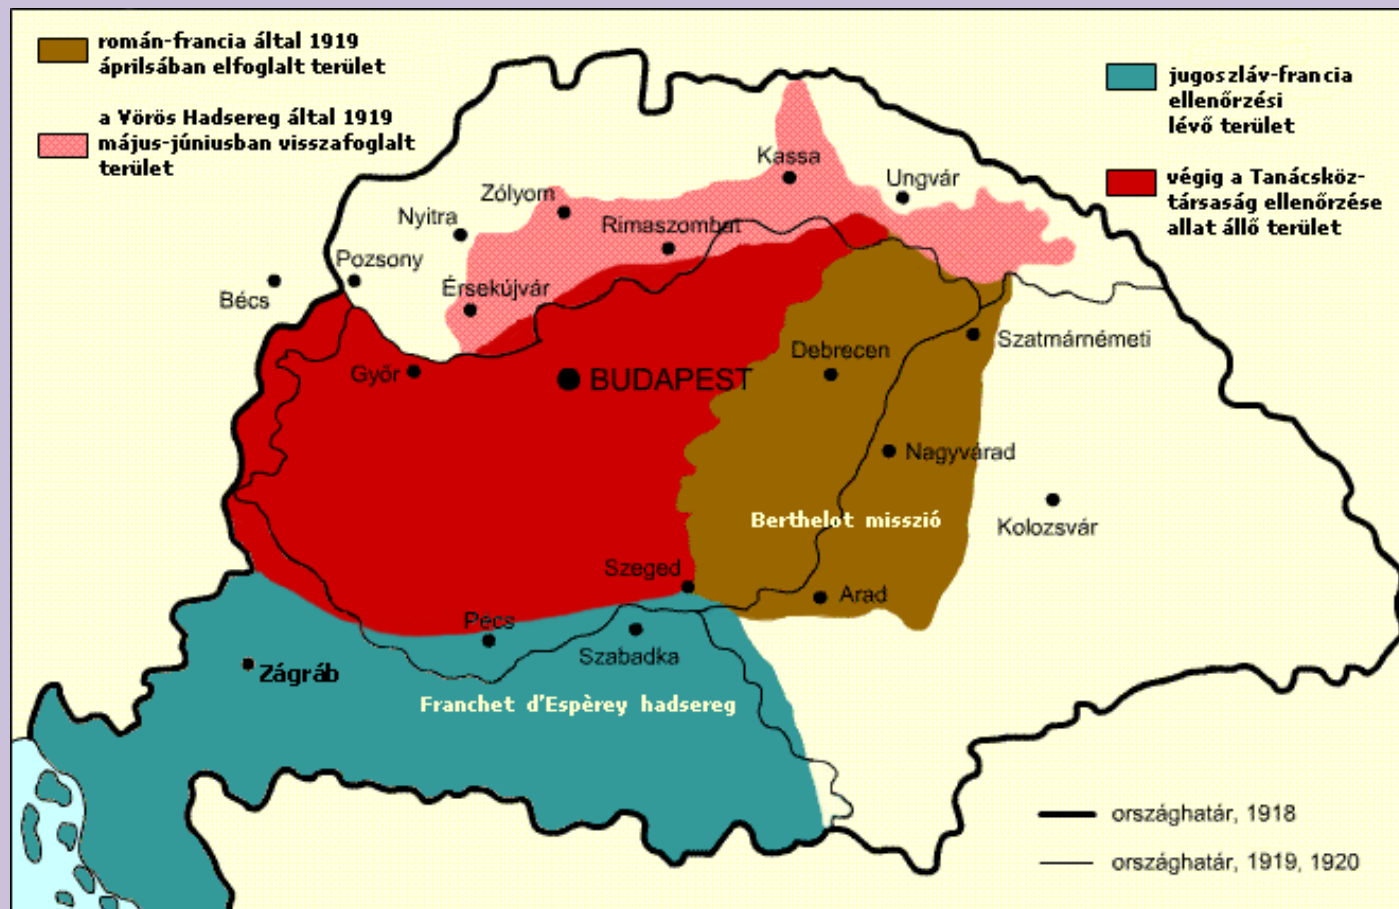 román-francia által 1919
áprilsában elfoglalt terület
a Vörös Hadsereg által 1919
május-júniusban visszafoglalt
terület
jugoszláv-francia
ellenőrzési
lévő terület
végig a Tanácsköz-
társaság ellenőrzése
allat álló terület
Kassa
Ungvár
Zólyom
Nyitra
Rimaszombat
Pozsony
Bécs
Érsekújvár
Szatmárnémeti
Debrecen
Győr
BUDAPEST
Nagyvárad
Berthelot misszió
Kolozsvár
Szeged
Arad
Pécs
Szabadka
Zágráb
Franchet d'Espèrey hadsereg
országhatár, 1918
országhatár, 1919, 1920